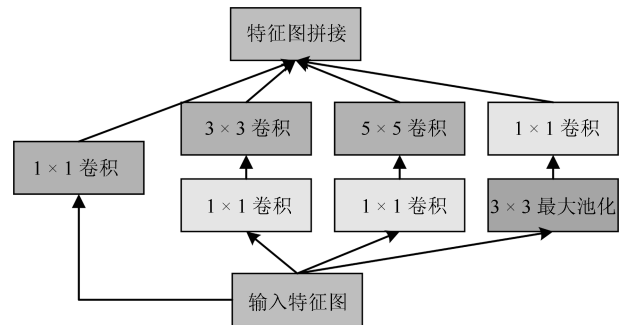 特征图拼接
3 × 3 卷积
5 × 5 卷积
1 × 1 卷积
1 × 1 卷积
1 × 1 卷积
1 × 1 卷积
3 × 3 最大池化
输入特征图